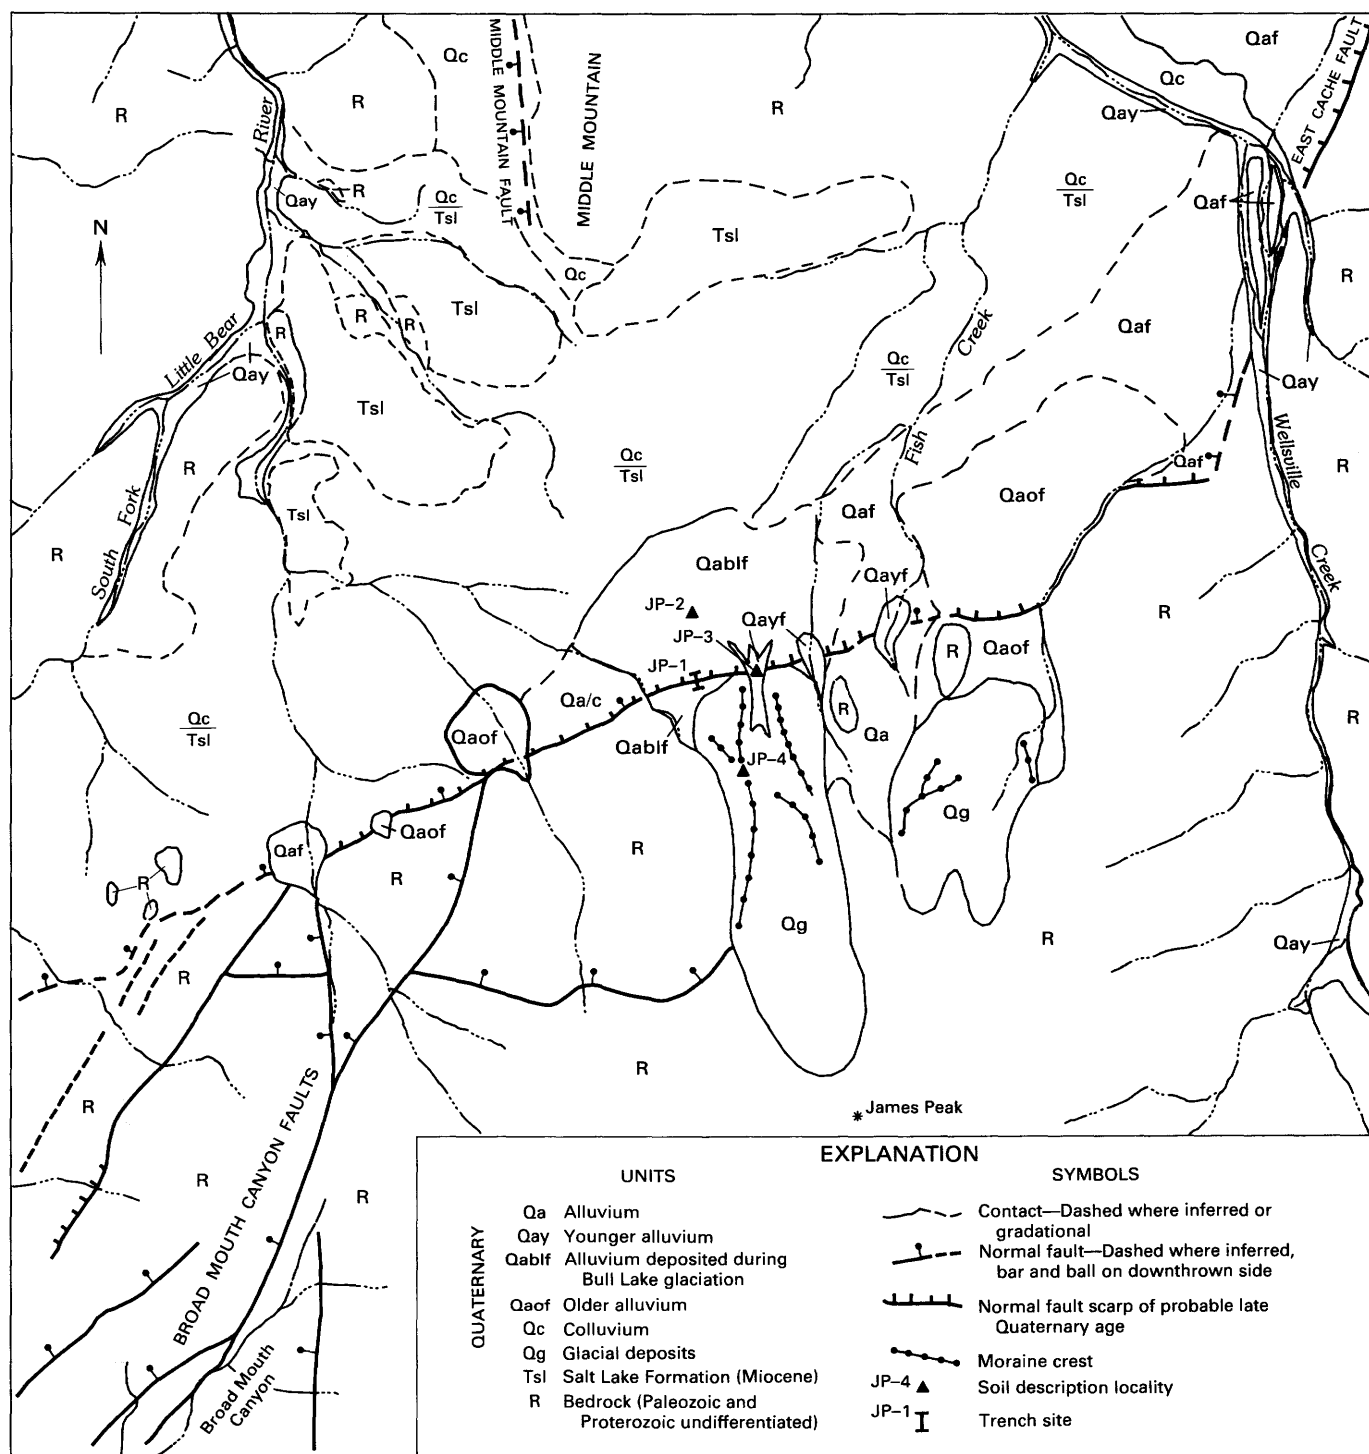 Qc
MIDDLE MOUNTAIN FAULT
MIDDLE MOUNTAIN
R
R
R
Qaf
Qc
Qay
EAST CACHE FAULT
River
N
Qay
R
Qc
Tsl
Qc
Tsl
Qc
Tsl
Qaf
R
R
R
R
Tsl
Little Bear
Qay
Tsl
Qc
Tsl
Creek
Qaf
Qay
R
Qc
Tsl
Fish
Qaf
Wellsville
R
South Fork
R
Tsl
Qaof
Qaf
Qablf
Qayf
Creek
JP-2
JP-3
Qayf
JP-1
R
Qaof
R
Qc
Tsl
Qa/c
Qaof
Qablf
R
Qa
R
JP-4
Qaof
Qaf
R
R
Qg
R
Qg
R
Qay
R
R
R
James Peak
BROAD MOUTH CANYON FAULTS
R
R
Broad Mouth
Canyon
EXPLANATION
UNITS
QUATERNARY
Qa Alluvium
Qay Younger alluvium
Qablf Alluvium deposited during
Bull Lake glaciation
Qaof Older alluvium
Qc Colluvium
Qg Glacial deposits
Tsl Salt Lake Formation (Miocene)
R Bedrock (Paleozoic and
Proterozoic undifferentiated)
SYMBOLS
Contact—Dashed where inferred or
gradational
Normal fault—Dashed where inferred,
bar and ball on downthrown side
Normal fault scarp of probable late
Quaternary age
Moraine crest
JP-4 Soil description locality
JP-1 Trench site